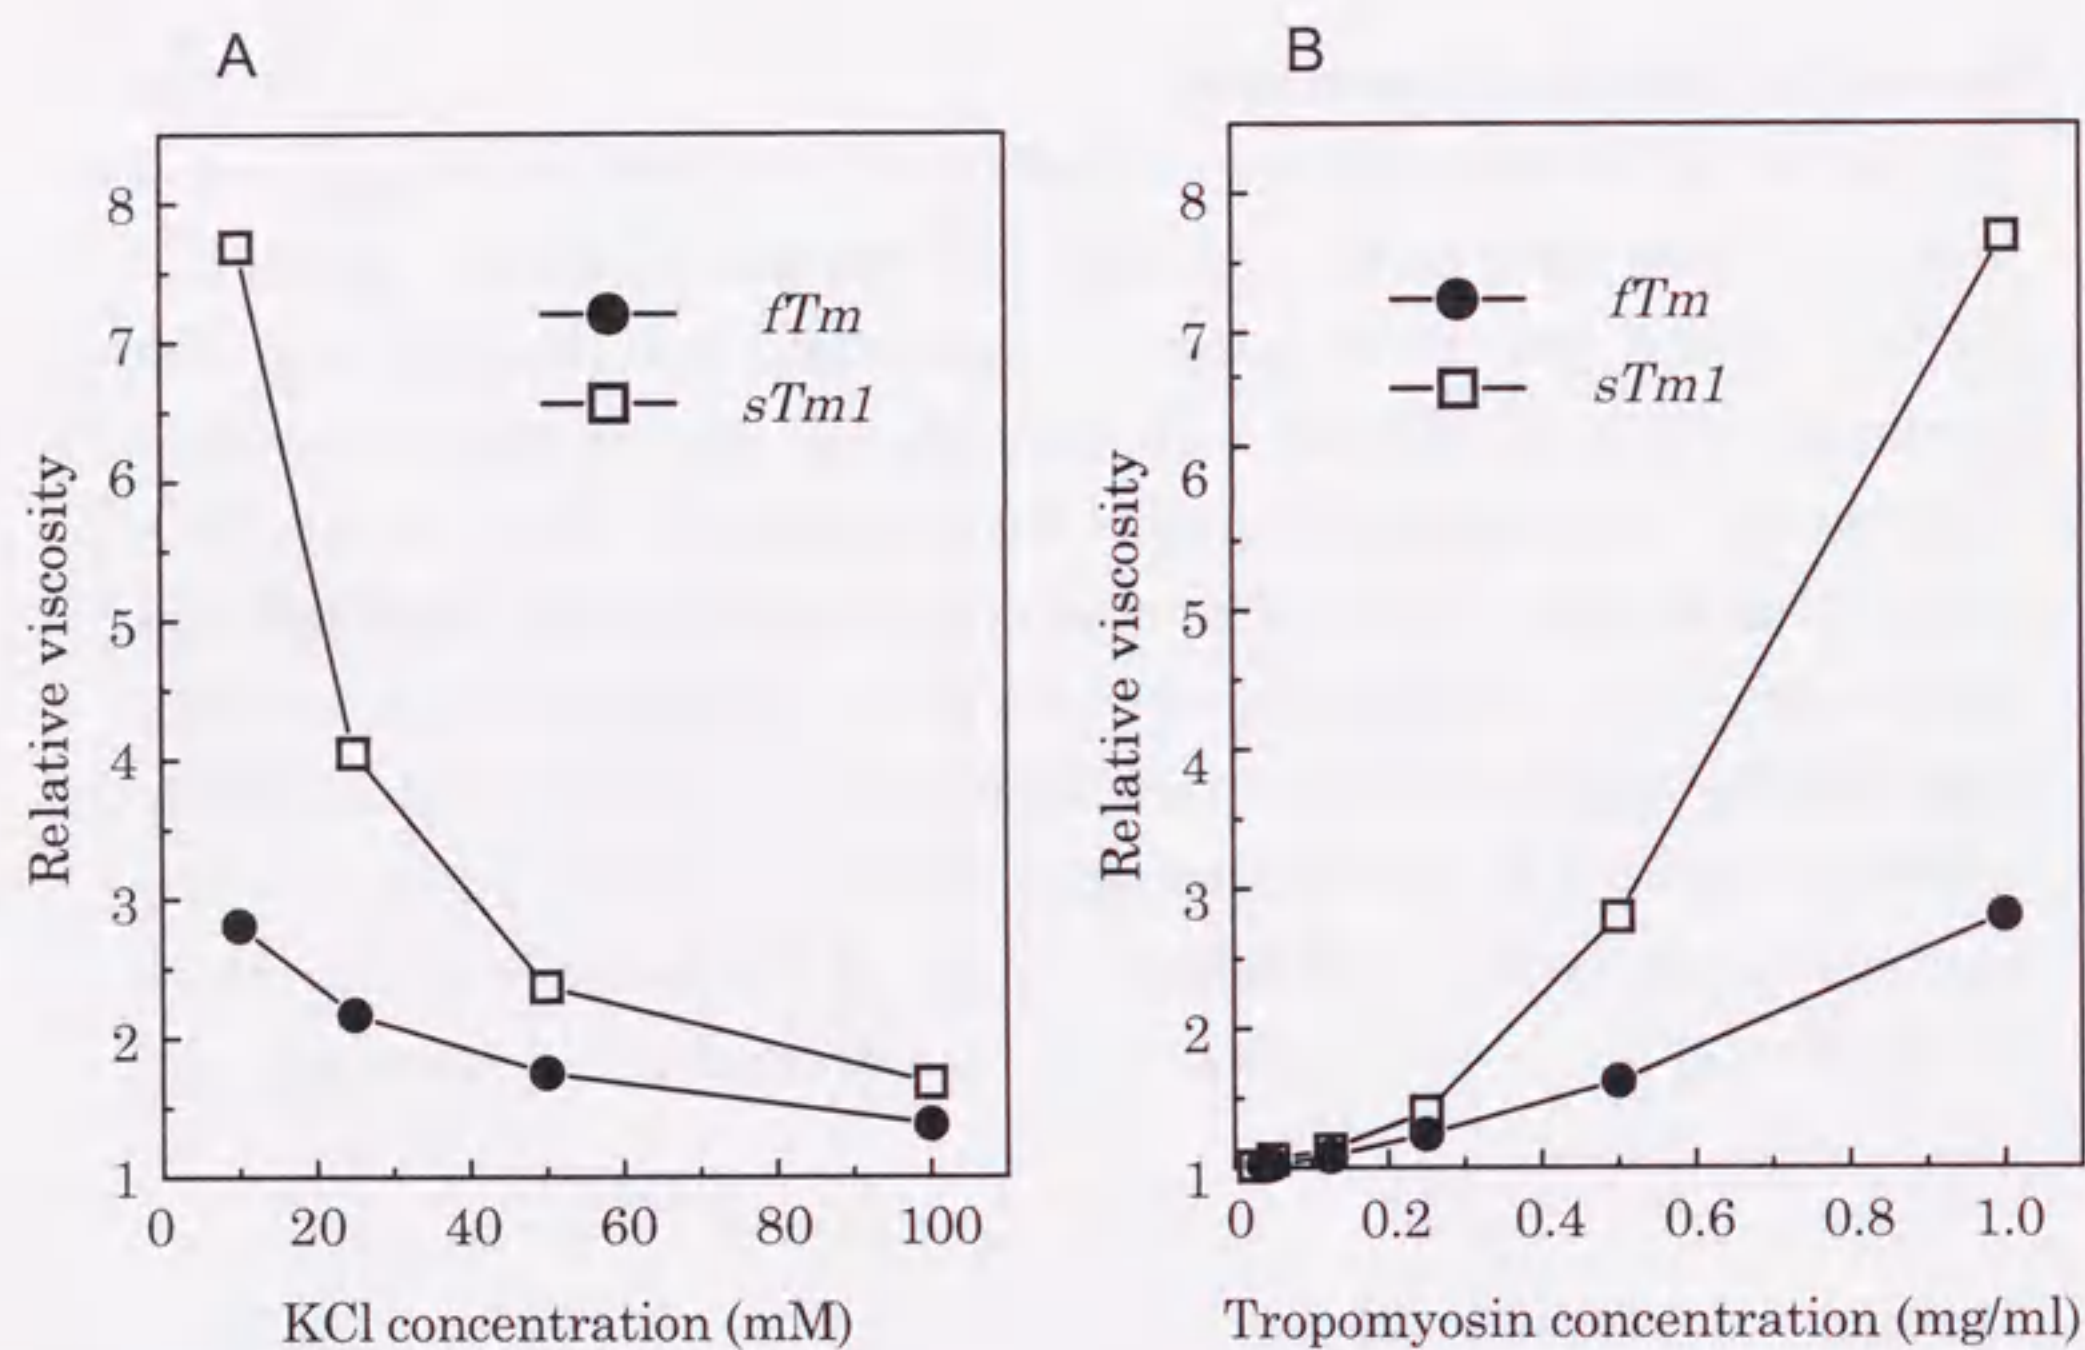 A
8
7
6
5
4
3
2
1
Relative viscosity
fTm
sTm1
0 20 40 60 80 100
KCl concentration (mM)
B
8
7
6
5
4
3
2
1
Relative viscosity
fTm
sTm1
0 0.2 0.4 0.6 0.8 1.0
Tropomyosin concentration (mg/ml)